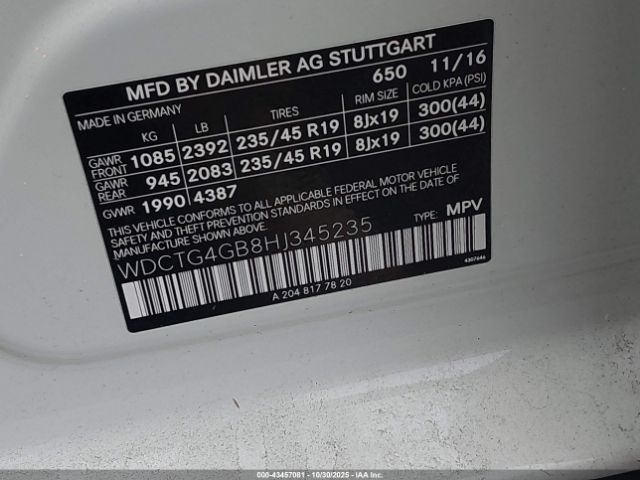 MFD BY DAIMLER AG STUTTGART
MADE IN GERMANY 650 11/16
KG LB TIRES RIM SIZE COLD KPA (PSI)
GAWR FRONT 1085 2392 235/45 R19 8Jx19 300(44)
GAWR REAR 945 2083 235/45 R19 8Jx19 300(44)
GWR 1990 4387
THIS VEHICLE CONFORMS TO ALL APPLICABLE FEDERAL MOTOR VEHICLE
SAFETY AND THEFT PREVENTION STANDARDS IN EFFECT ON THE DATE OF
MANUFACTURE SHOWN ABOVE.
WDCTG4GB8HJ345235 TYPE: MPV
A 204 817 78 20 4307646
000-43457081 • 10/30/2025 • IAAI.COM